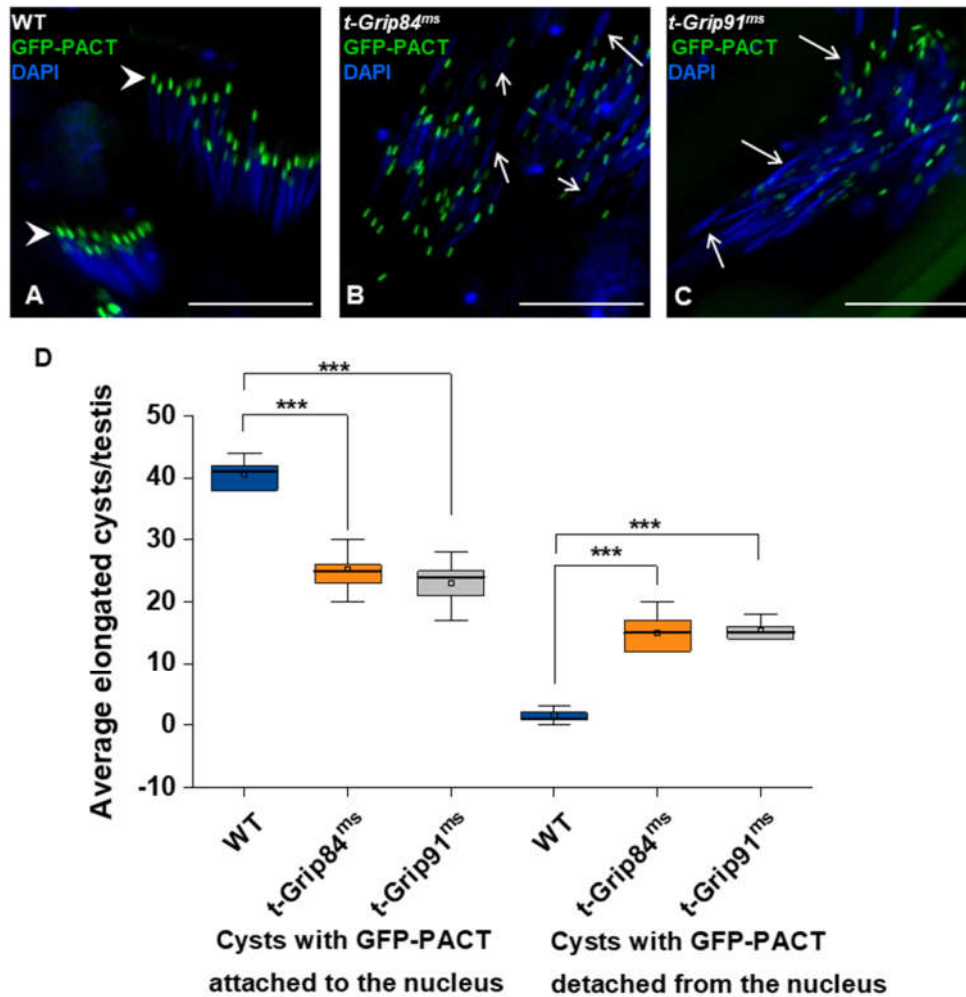 WT
GFP-PACT
DAPI
A
t-Grip84ms
GFP-PACT
DAPI
B
t-Grip91ms
GFP-PACT
DAPI
C
D
***
***
***
***
Average elongated cysts/testis
50
40
30
20
10
0
-10
WT
t-Grip84ms
t-Grip91ms
WT
t-Grip84ms
t-Grip91ms
Cysts with GFP-PACT
attached to the nucleus
Cysts with GFP-PACT
detached from the nucleus